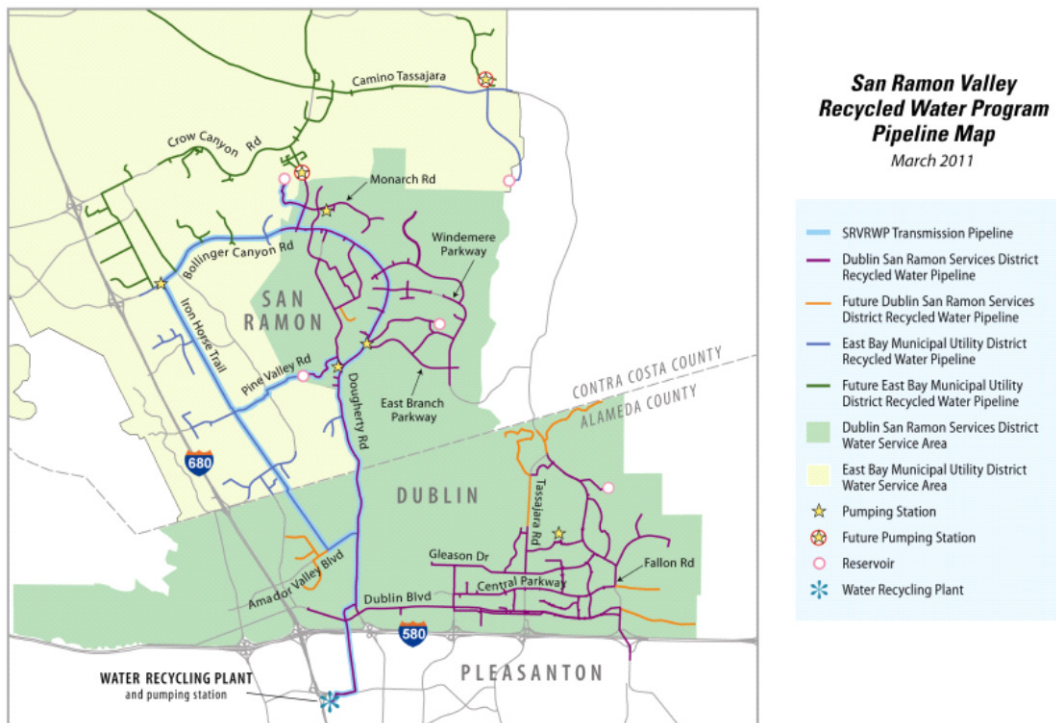 San Ramon Valley
Recycled Water Program
Pipeline Map
March 2011
SRVRWP Transmission Pipeline
Dublin San Ramon Services District
Recycled Water Pipeline
Future Dublin San Ramon Services
District Recycled Water Pipeline
East Bay Municipal Utility District
Recycled Water Pipeline
Future East Bay Municipal Utility
District Recycled Water Pipeline
Dublin San Ramon Services District
Water Service Area
East Bay Municipal Utility District
Water Service Area
Pumping Station
Future Pumping Station
Reservoir
Water Recycling Plant
Camino Tassajara
Crow Canyon Rd
Monarch Rd
Bollinger Canyon Rd
Windemere
Parkway
SAN
RAMON
Iron Horse Trail
Pine Valley Rd
Dougherty Rd
East Branch
Parkway
CONTRA COSTA COUNTY
ALAMEDA COUNTY
680
DUBLIN
Tassajara Rd
Gleason Dr
Fallon Rd
Central Parkway
Amador Valley Blvd
Dublin Blvd
580
PLEASANTON
WATER RECYCLING PLANT
and pumping station